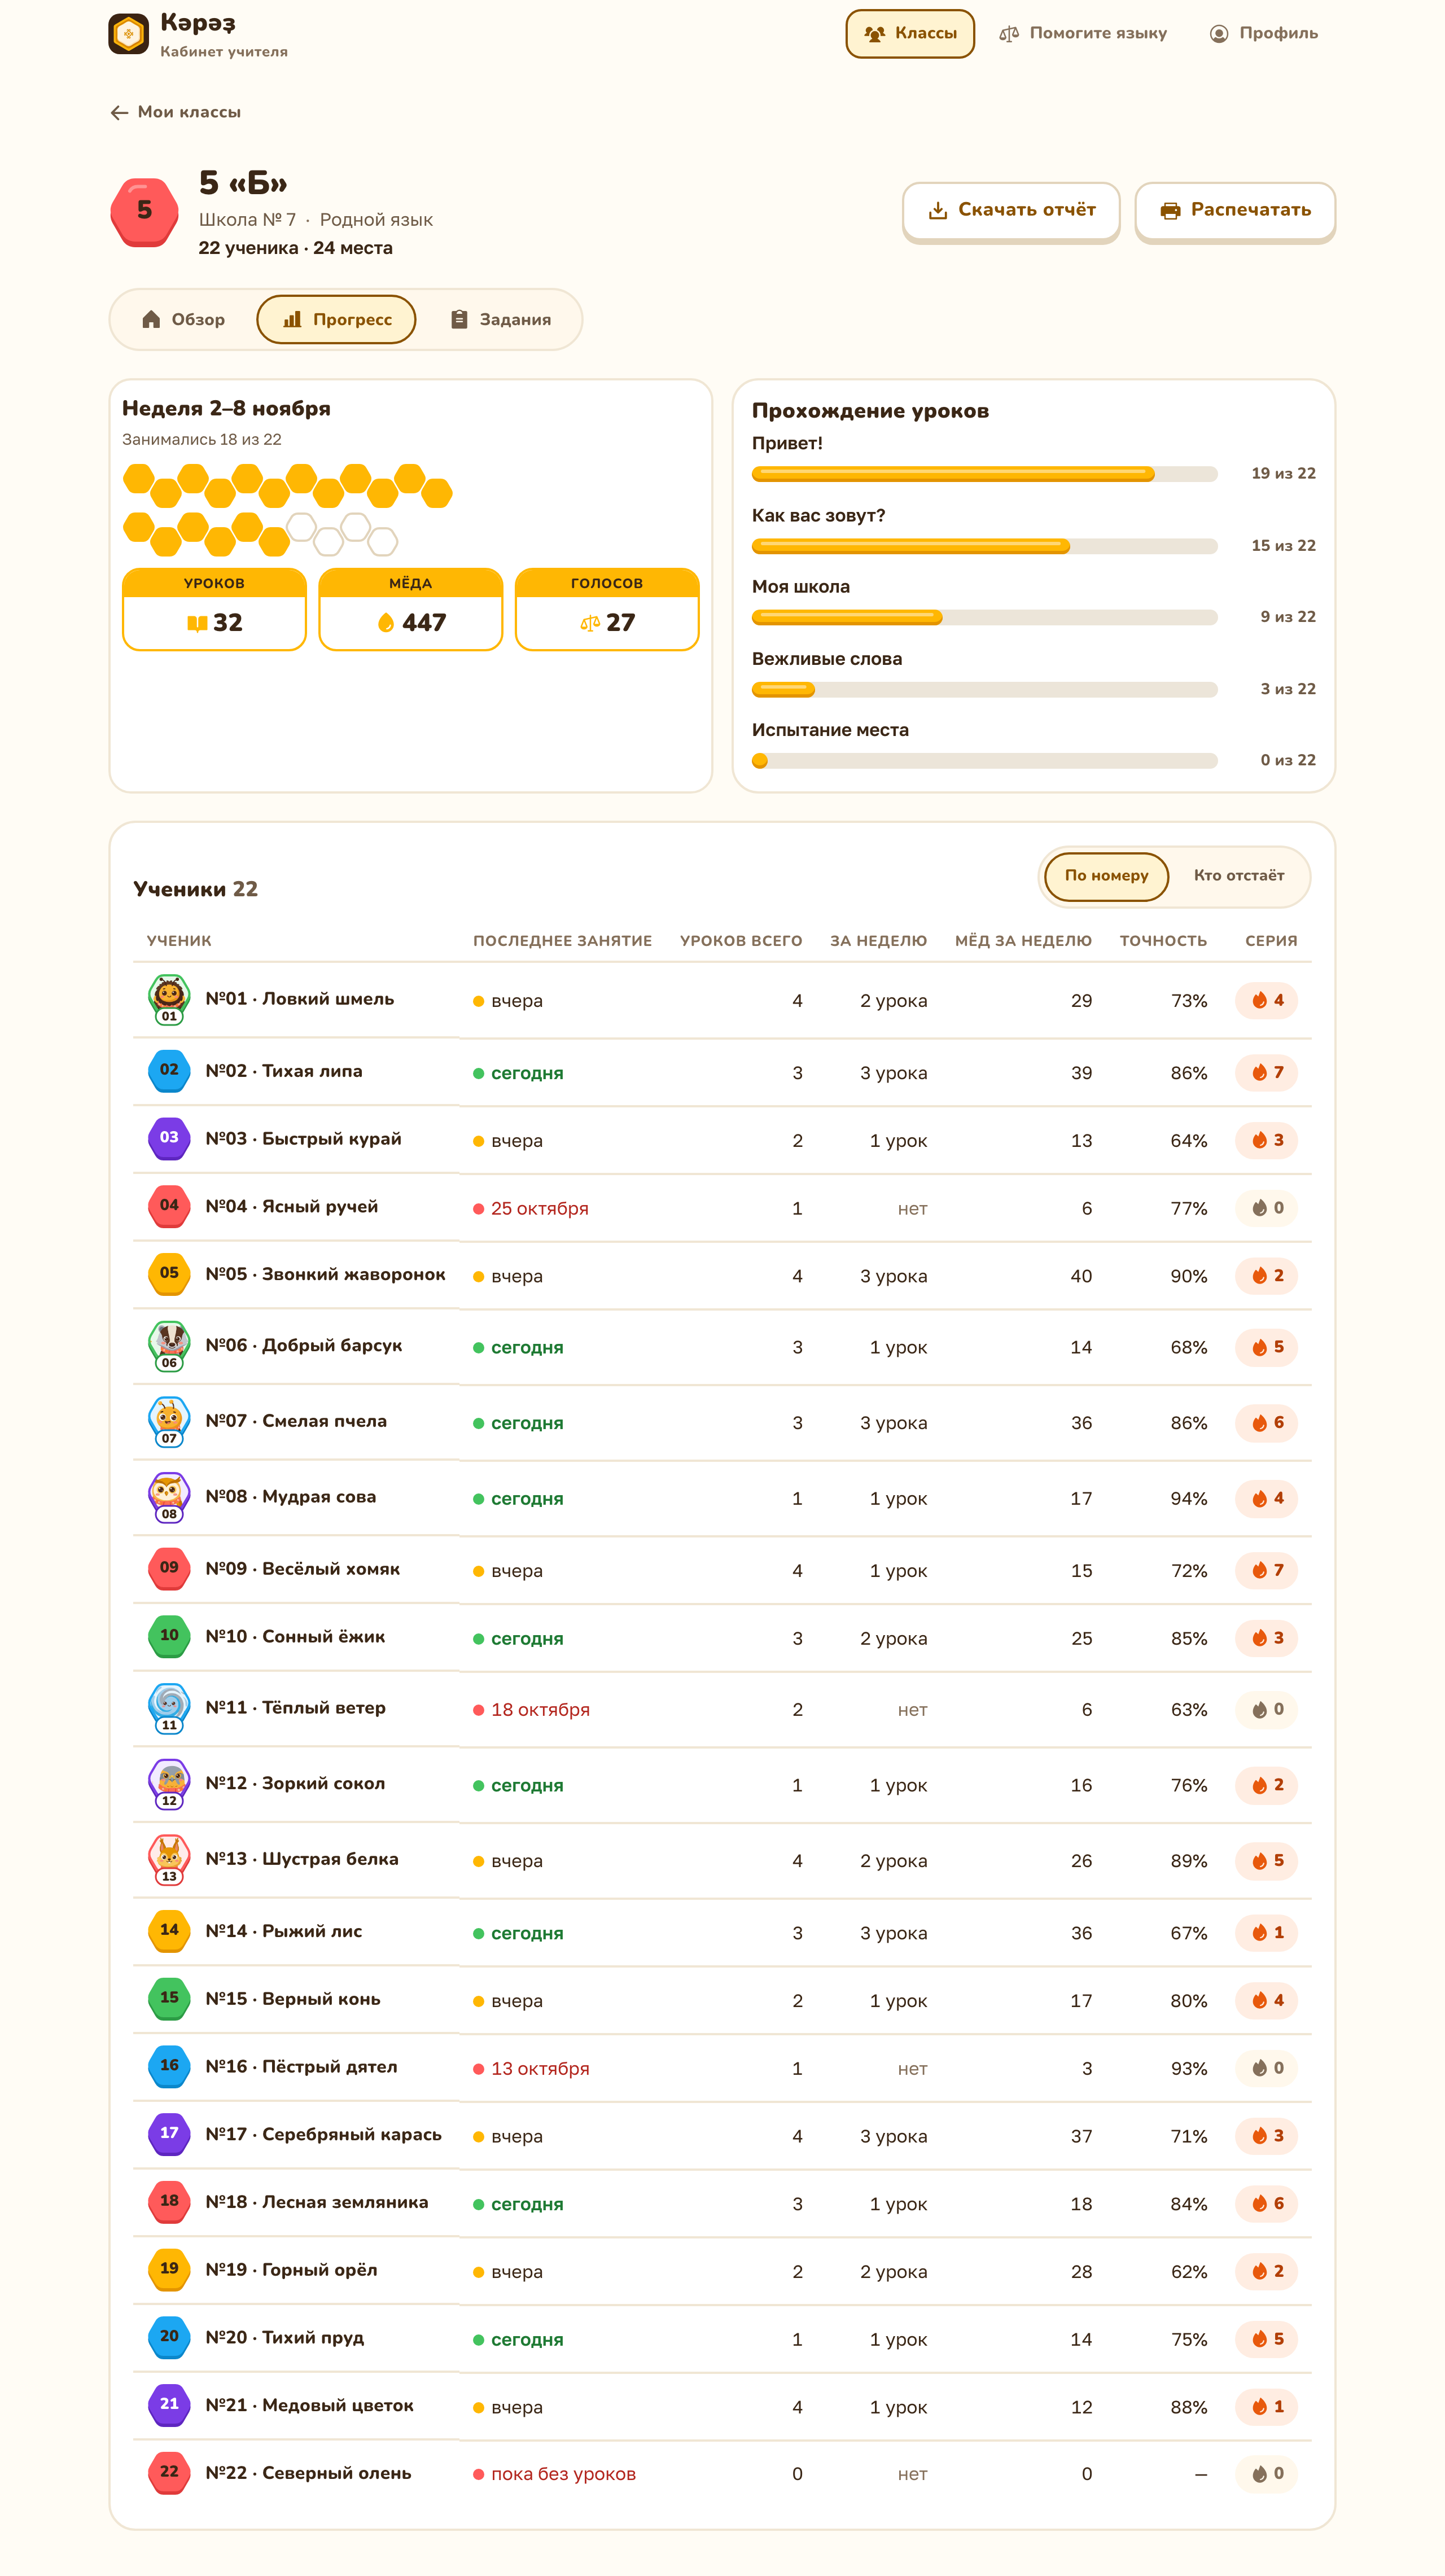 Кәрәҙ
Кабинет учителя
Классы
Помогите языку
Профиль
Мои классы
5
5 «Б»
Школа № 7 · Родной язык
22 ученика · 24 места
Скачать отчёт
Распечатать
Обзор
Прогресс
Задания
Неделя 2–8 ноября
Занимались 18 из 22
УРОКОВ
32
МЁДА
447
ГОЛОСОВ
27
Прохождение уроков
Привет!
19 из 22
Как вас зовут?
15 из 22
Моя школа
9 из 22
Вежливые слова
3 из 22
Испытание места
0 из 22
Ученики 22
По номеру
Кто отстаёт
УЧЕНИК ПОСЛЕДНЕЕ ЗАНЯТИЕ УРОКОВ ВСЕГО ЗА НЕДЕЛЮ МЁД ЗА НЕДЕЛЮ ТОЧНОСТЬ СЕРИЯ
01 №01 · Ловкий шмель вчера 4 2 урока 29 73% 4
02 №02 · Тихая липа сегодня 3 3 урока 39 86% 7
03 №03 · Быстрый курай вчера 2 1 урок 13 64% 3
04 №04 · Ясный ручей 25 октября 1 нет 6 77% 0
05 №05 · Звонкий жаворонок вчера 4 3 урока 40 90% 2
06 №06 · Добрый барсук сегодня 3 1 урок 14 68% 5
07 №07 · Смелая пчела сегодня 3 3 урока 36 86% 6
08 №08 · Мудрая сова сегодня 1 1 урок 17 94% 4
09 №09 · Весёлый хомяк вчера 4 1 урок 15 72% 7
10 №10 · Сонный ёжик сегодня 3 2 урока 25 85% 3
11 №11 · Тёплый ветер 18 октября 2 нет 6 63% 0
12 №12 · Зоркий сокол сегодня 1 1 урок 16 76% 2
13 №13 · Шустрая белка вчера 4 2 урока 26 89% 5
14 №14 · Рыжий лис сегодня 3 3 урока 36 67% 1
15 №15 · Верный конь вчера 2 1 урок 17 80% 4
16 №16 · Пёстрый дятел 13 октября 1 нет 3 93% 0
17 №17 · Серебряный карась вчера 4 3 урока 37 71% 3
18 №18 · Лесная земляника сегодня 3 1 урок 18 84% 6
19 №19 · Горный орёл вчера 2 2 урока 28 62% 2
20 №20 · Тихий пруд сегодня 1 1 урок 14 75% 5
21 №21 · Медовый цветок вчера 4 1 урок 12 88% 1
22 №22 · Северный олень пока без уроков 0 нет 0 — 0